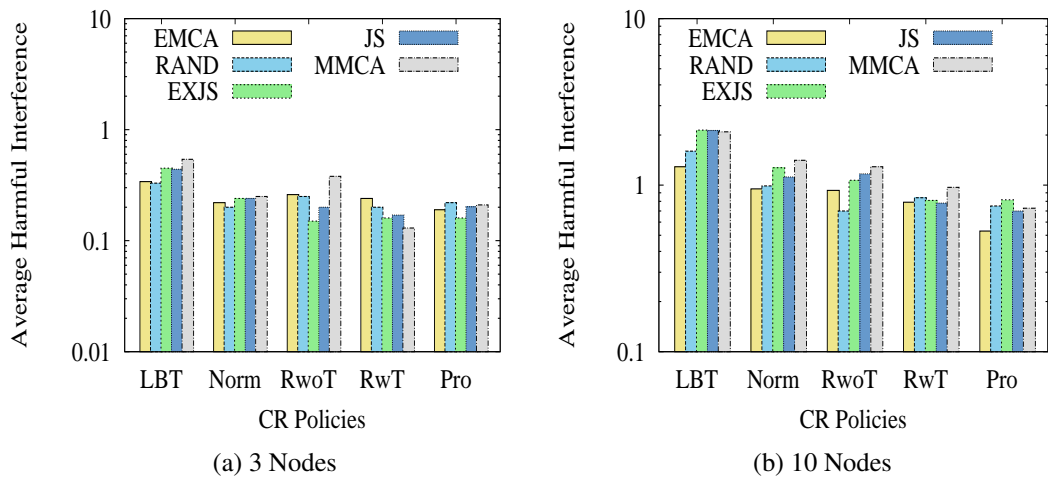 10
1
0.1
0.01
Average Harmful Interference
EMCA
RAND
EXJS
JS
MMCA
LBT Norm RwoT RwT Pro
CR Policies
(a) 3 Nodes
10
1
0.1
Average Harmful Interference
EMCA
RAND
EXJS
JS
MMCA
LBT Norm RwoT RwT Pro
CR Policies
(b) 10 Nodes